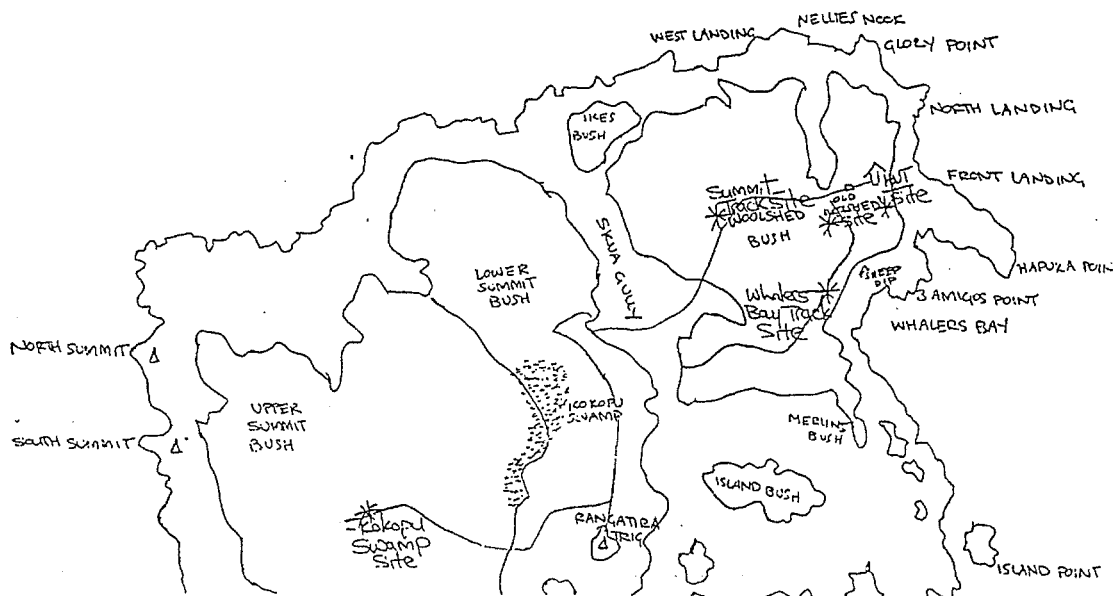 NELLIES NOOK
WEST LANDING
GLORY POINT
IKES
BUSH
NORTH LANDING
FRONT LANDING
Summit
Track Site
WOOLSHED
BUSH
OLD
Site
HUT
Site
SKUA GULLY
LOWER
SUMMIT
BUSH
SHEEP
DIP
HAPUKA POINT
3 AMIGOS POINT
WHALERS BAY
Whalers
Bay Track
Site
NORTH SUMMIT
KOKOPU
SWAMP
UPPER
SUMMIT
BUSH
SOUTH SUMMIT
MERLINS
BUSH
ISLAND BUSH
Kokopu
Swamp
Site
RANGATIRA
TRIG
ISLAND POINT